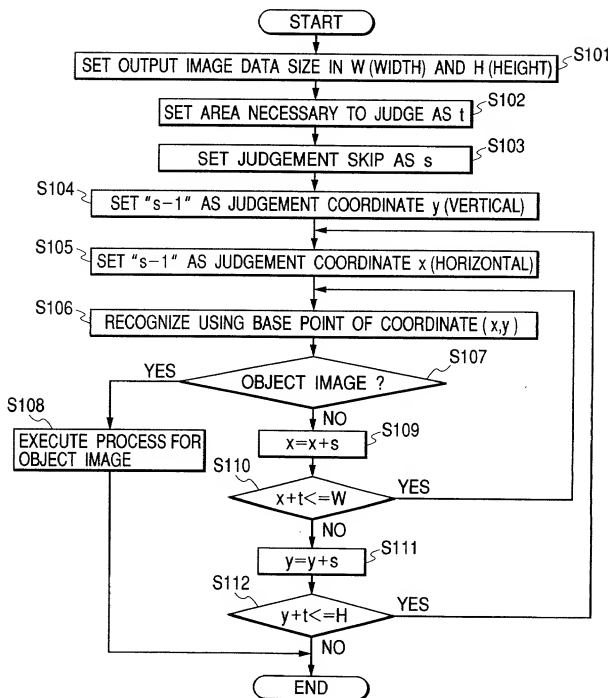 START
S101
SET OUTPUT IMAGE DATA SIZE IN W (WIDTH) AND H (HEIGHT)
S102
SET AREA NECESSARY TO JUDGE AS t
S103
SET JUDGEMENT SKIP AS s
S104
SET "s-1" AS JUDGEMENT COORDINATE y (VERTICAL)
S105
SET "s-1" AS JUDGEMENT COORDINATE x (HORIZONTAL)
S106
RECOGNIZE USING BASE POINT OF COORDINATE (x,y)
S107
YES
OBJECT IMAGE ?
NO
S108
EXECUTE PROCESS FOR
OBJECT IMAGE
S109
x=x+s
S110
x+t<=W
YES
NO
S111
y=y+s
S112
y+t<=H
YES
NO
END